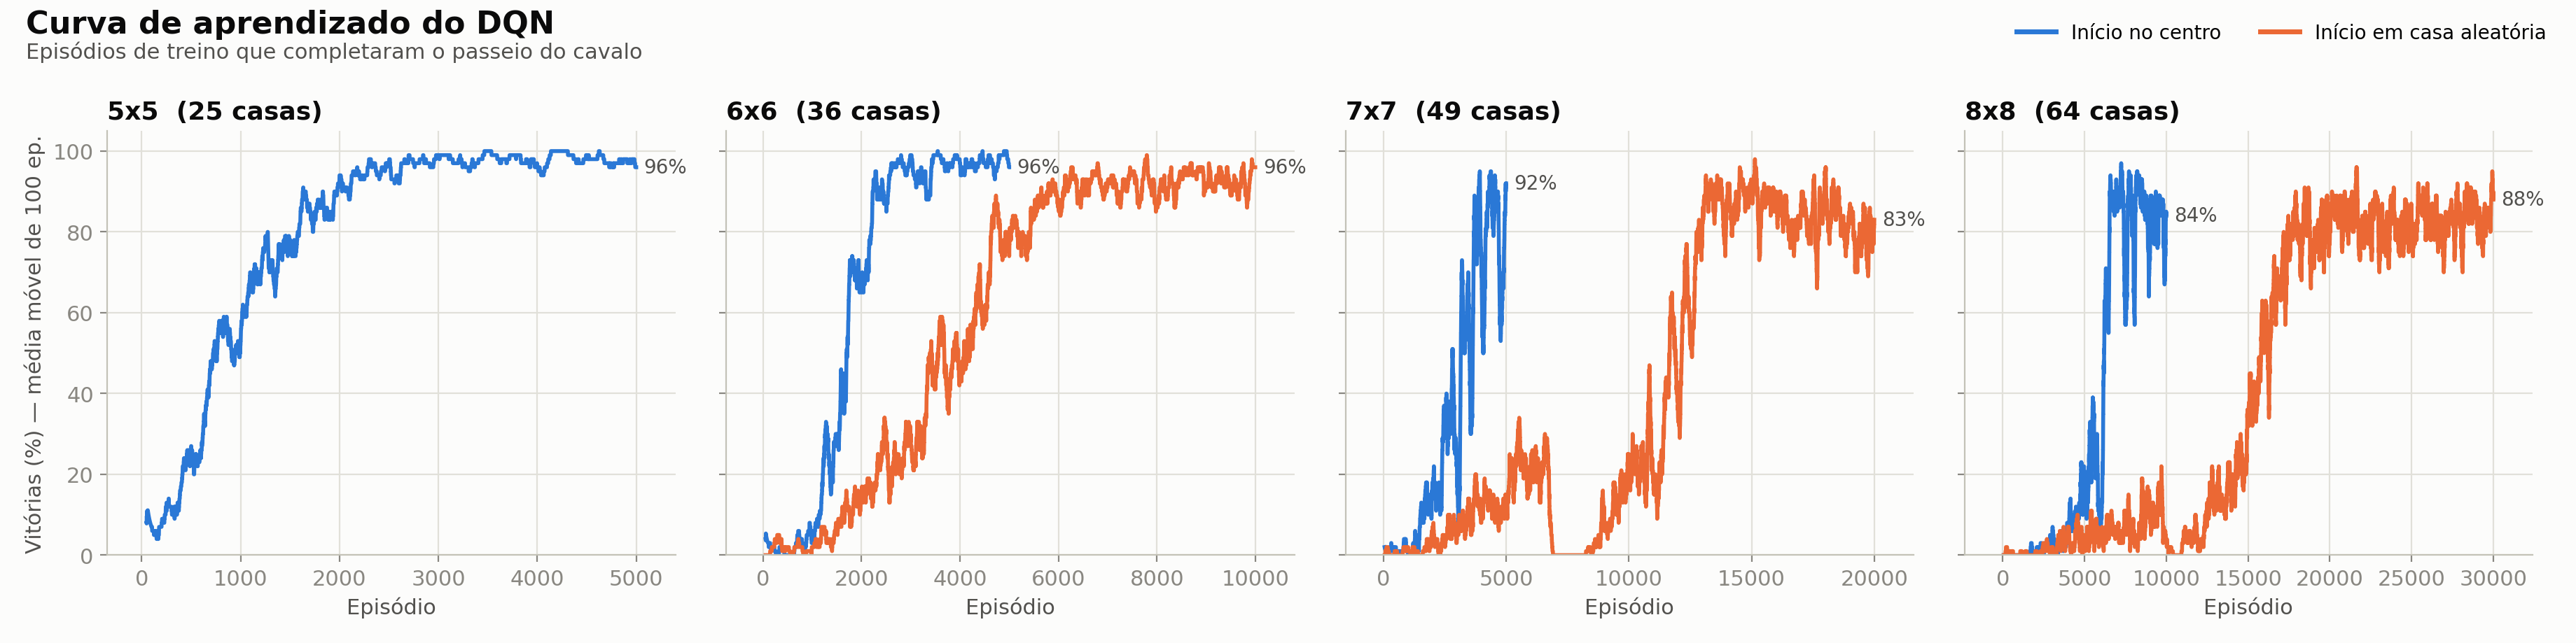 Curva de aprendizado do DQN
Episódios de treino que completaram o passeio do cavalo
Início no centro
Início em casa aleatória
Vitórias (%) — média móvel de 100 ep.
5x5 (25 casas)
100
80
60
40
20
0
96%
0 1000 2000 3000 4000 5000
Episódio
6x6 (36 casas)
96%
96%
0 2000 4000 6000 8000 10000
Episódio
7x7 (49 casas)
92%
83%
0 5000 10000 15000 20000
Episódio
8x8 (64 casas)
84%
88%
0 5000 10000 15000 20000 25000 30000
Episódio